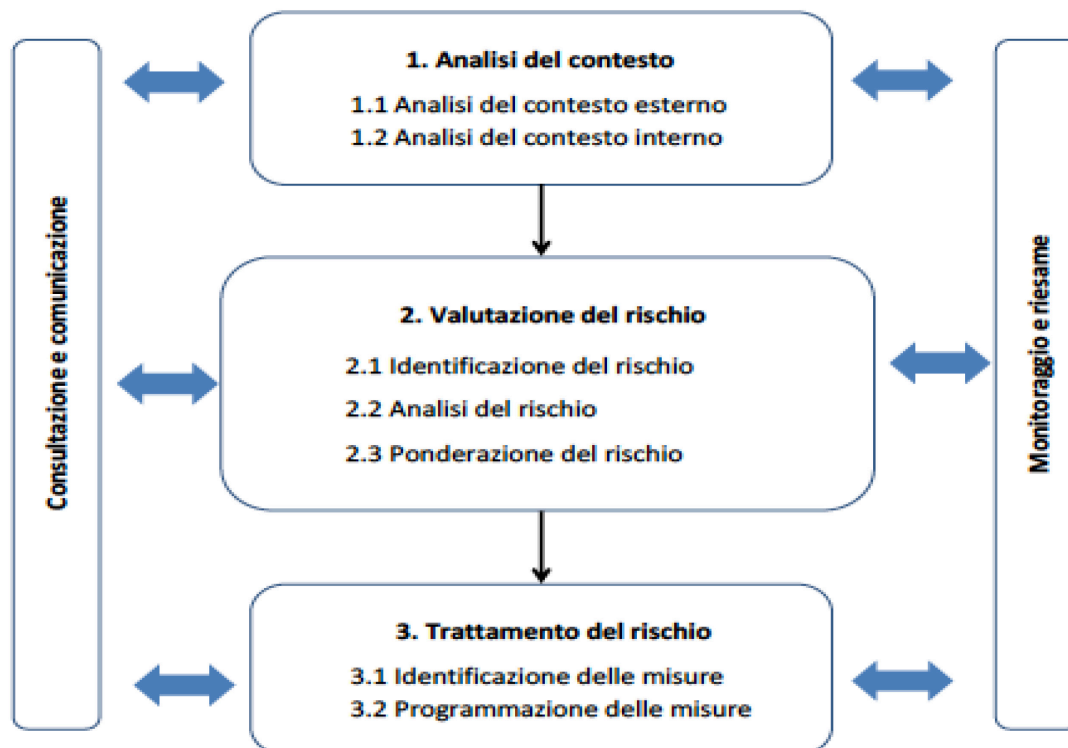 Consultazione e comunicazione
1. Analisi del contesto
1.1 Analisi del contesto esterno
1.2 Analisi del contesto interno
2. Valutazione del rischio
2.1 Identificazione del rischio
2.2 Analisi del rischio
2.3 Ponderazione del rischio
3. Trattamento del rischio
3.1 Identificazione delle misure
3.2 Programmazione delle misure
Monitoraggio e riesame